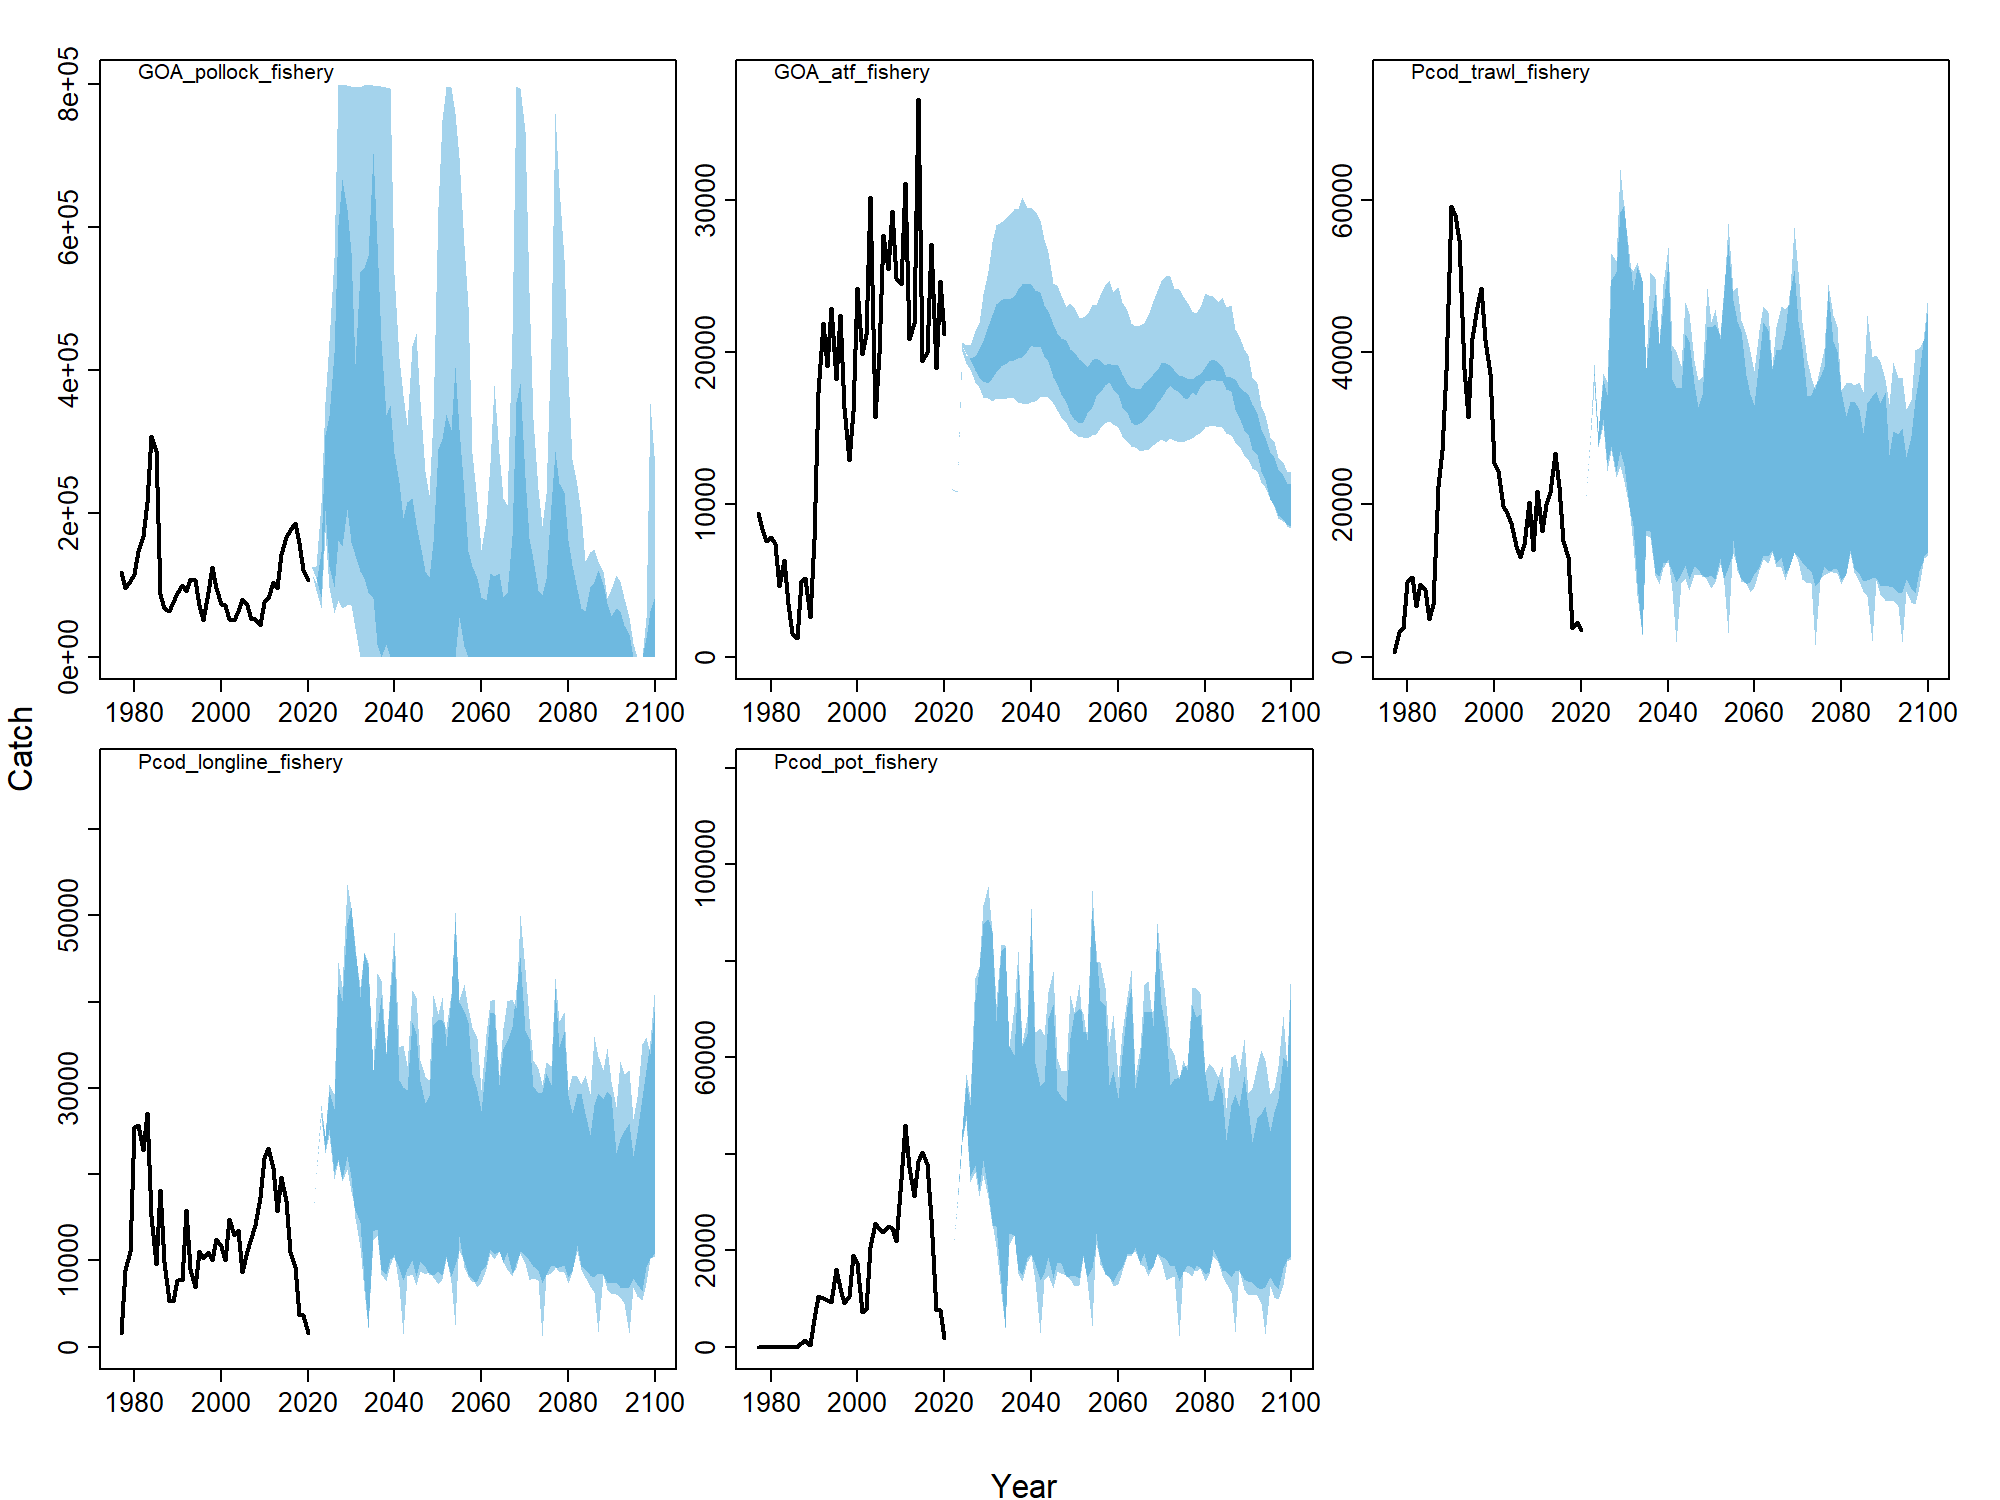 GOA_pollock_fishery
0e+00 2e+05 4e+05 6e+05 8e+05
1980 2000 2020 2040 2060 2080 2100
GOA_atf_fishery
0 10000 20000 30000
1980 2000 2020 2040 2060 2080 2100
Pcod_trawl_fishery
0 20000 40000 60000
1980 2000 2020 2040 2060 2080 2100
Pcod_longline_fishery
0 10000 30000 50000
1980 2000 2020 2040 2060 2080 2100
Pcod_pot_fishery
0 20000 60000 100000
1980 2000 2020 2040 2060 2080 2100
Catch
Year